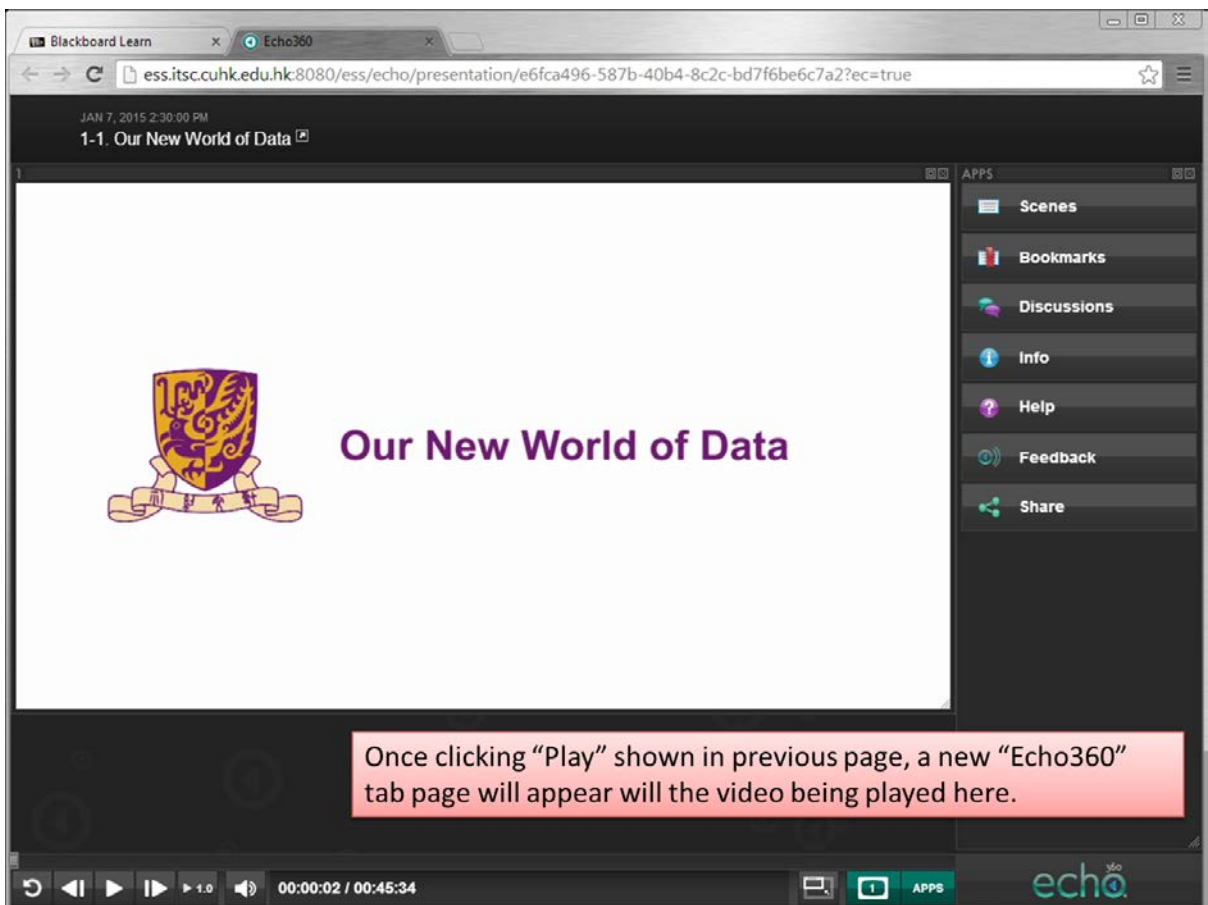 Blackboard Learn
Echo360
ess.itsc.cuhk.edu.hk:8080/ess/echo/presentation/e6fca496-587b-40b4-8c2c-bd7f6be6c7a2?ec=true
JAN 7, 2015 2:30:00 PM
1-1. Our New World of Data
1
APPS
Scenes
Bookmarks
Discussions
Info
Help
Feedback
Share
Our New World of Data
Once clicking “Play” shown in previous page, a new “Echo360”
tab page will appear will the video being played here.
1.0
00:00:02 / 00:45:34
1
APPS
echo
360